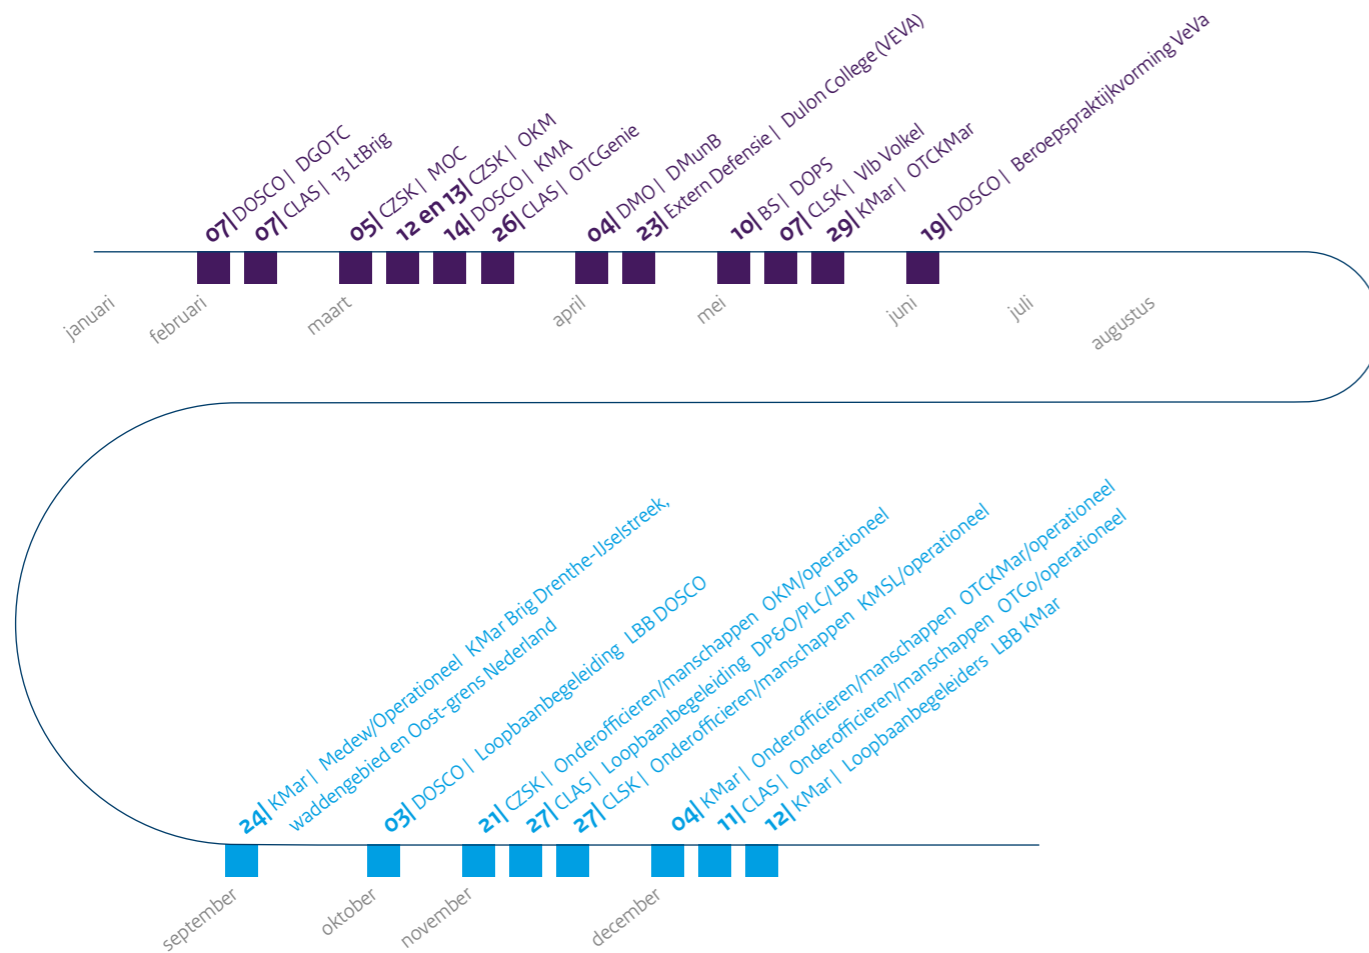 07| DOSCO | DGOTC
07| CLAS | 13 LtBrig
05| CZSK | MOC
12 en 13| CZSK | OKM
14| DOSCO | KMA
26| CLAS | OTCGenie
04| DMO | DMunB
23| Extern Defensie | Dulon College (VEVA)
10| BS | DOPS
07| CLSK | Vlb Volkel
29| KMar | OTCKMar
19| DOSCO | Beroepspraktijkvorming VeVa
januari
februari
maart
april
mei
juni
juli
augustus
24| KMar | Medew/Operationeel KMar Brig Drenthe-IJselstreek,
waddengebied en Oost-grens Nederland
03| DOSCO | Loopbaanbegeleiding LBB DOSCO
21| CZSK | Onderofficieren/manschappen OKM/operationeel
27| CLAS | Loopbaanbegeleiding DP&O/PLC/LBB
27| CLSK | Onderofficieren/manschappen KMSL/operationeel
04| KMar | Onderofficieren/manschappen OTCKMar/operationeel
11| CLAS | Onderofficieren/manschappen OTCo/operationeel
12| KMar | Loopbaanbegeleiders LBB KMar
september
oktober
november
december